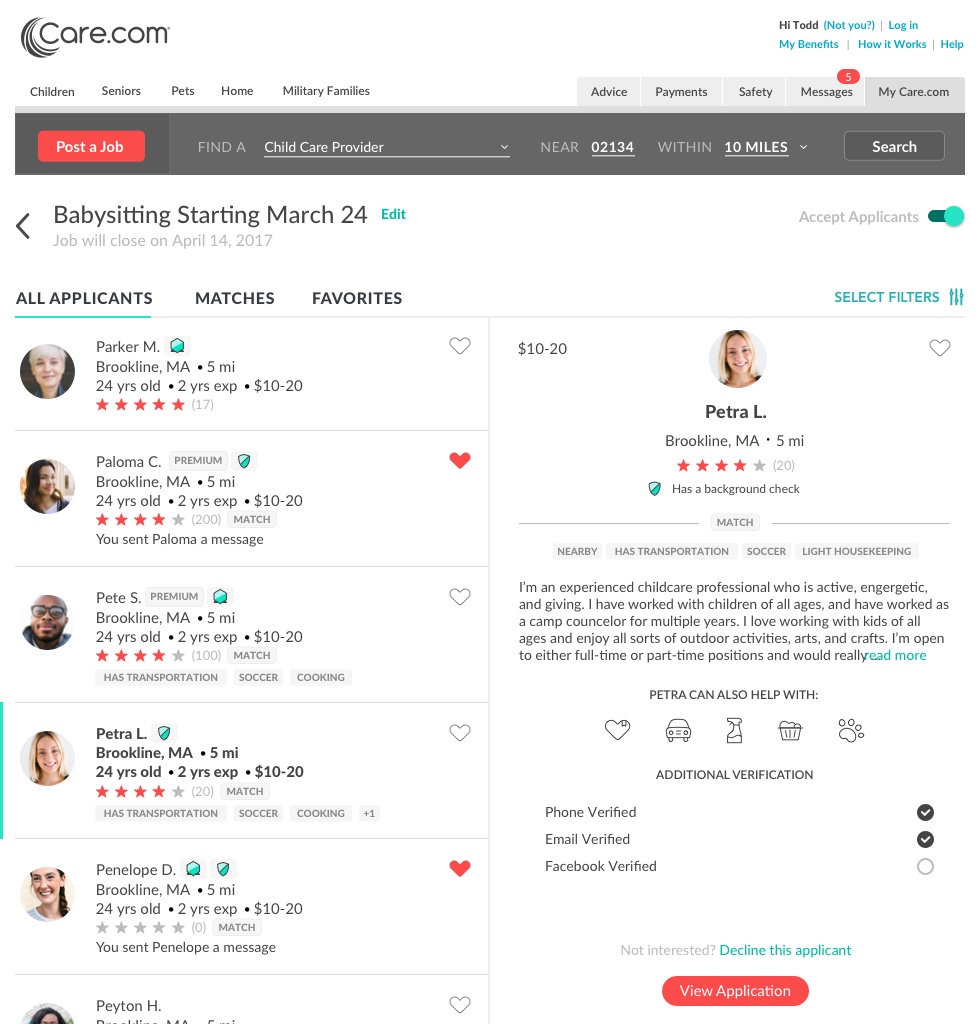 Care.com
Hi Todd (Not you?) | Log in
My Benefits | How it Works | Help
Children Seniors Pets Home Military Families
Advice Payments Safety Messages 5 My Care.com
Post a Job FIND A Child Care Provider NEAR 02134 WITHIN 10 MILES Search
Babysitting Starting March 24 Edit
Job will close on April 14, 2017
Accept Applicants
ALL APPLICANTS MATCHES FAVORITES
SELECT FILTERS
Parker M.
Brookline, MA • 5 mi
24 yrs old • 2 yrs exp • $10-20
(17)
Paloma C. PREMIUM
Brookline, MA • 5 mi
24 yrs old • 2 yrs exp • $10-20
(200) MATCH
You sent Paloma a message
Pete S. PREMIUM
Brookline, MA • 5 mi
24 yrs old • 2 yrs exp • $10-20
(100) MATCH
HAS TRANSPORTATION SOCCER COOKING
Petra L.
Brookline, MA • 5 mi
24 yrs old • 2 yrs exp • $10-20
(20) MATCH
HAS TRANSPORTATION SOCCER COOKING +1
Penelope D.
Brookline, MA • 5 mi
24 yrs old • 2 yrs exp • $10-20
(0) MATCH
You sent Penelope a message
Peyton H.
Brookline, MA • 5 mi
$10-20
Petra L.
Brookline, MA • 5 mi
(20)
Has a background check
MATCH
NEARBY HAS TRANSPORTATION SOCCER LIGHT HOUSEKEEPING
I'm an experienced childcare professional who is active, engergetic,
and giving. I have worked with children of all ages, and have worked as
a camp councelor for multiple years. I love working with kids of all
ages and enjoy all sorts of outdoor activities, arts, and crafts. I'm open
to either full-time or part-time positions and would really... read more
PETRA CAN ALSO HELP WITH:
ADDITIONAL VERIFICATION
Phone Verified
Email Verified
Facebook Verified
Not interested? Decline this applicant
View Application